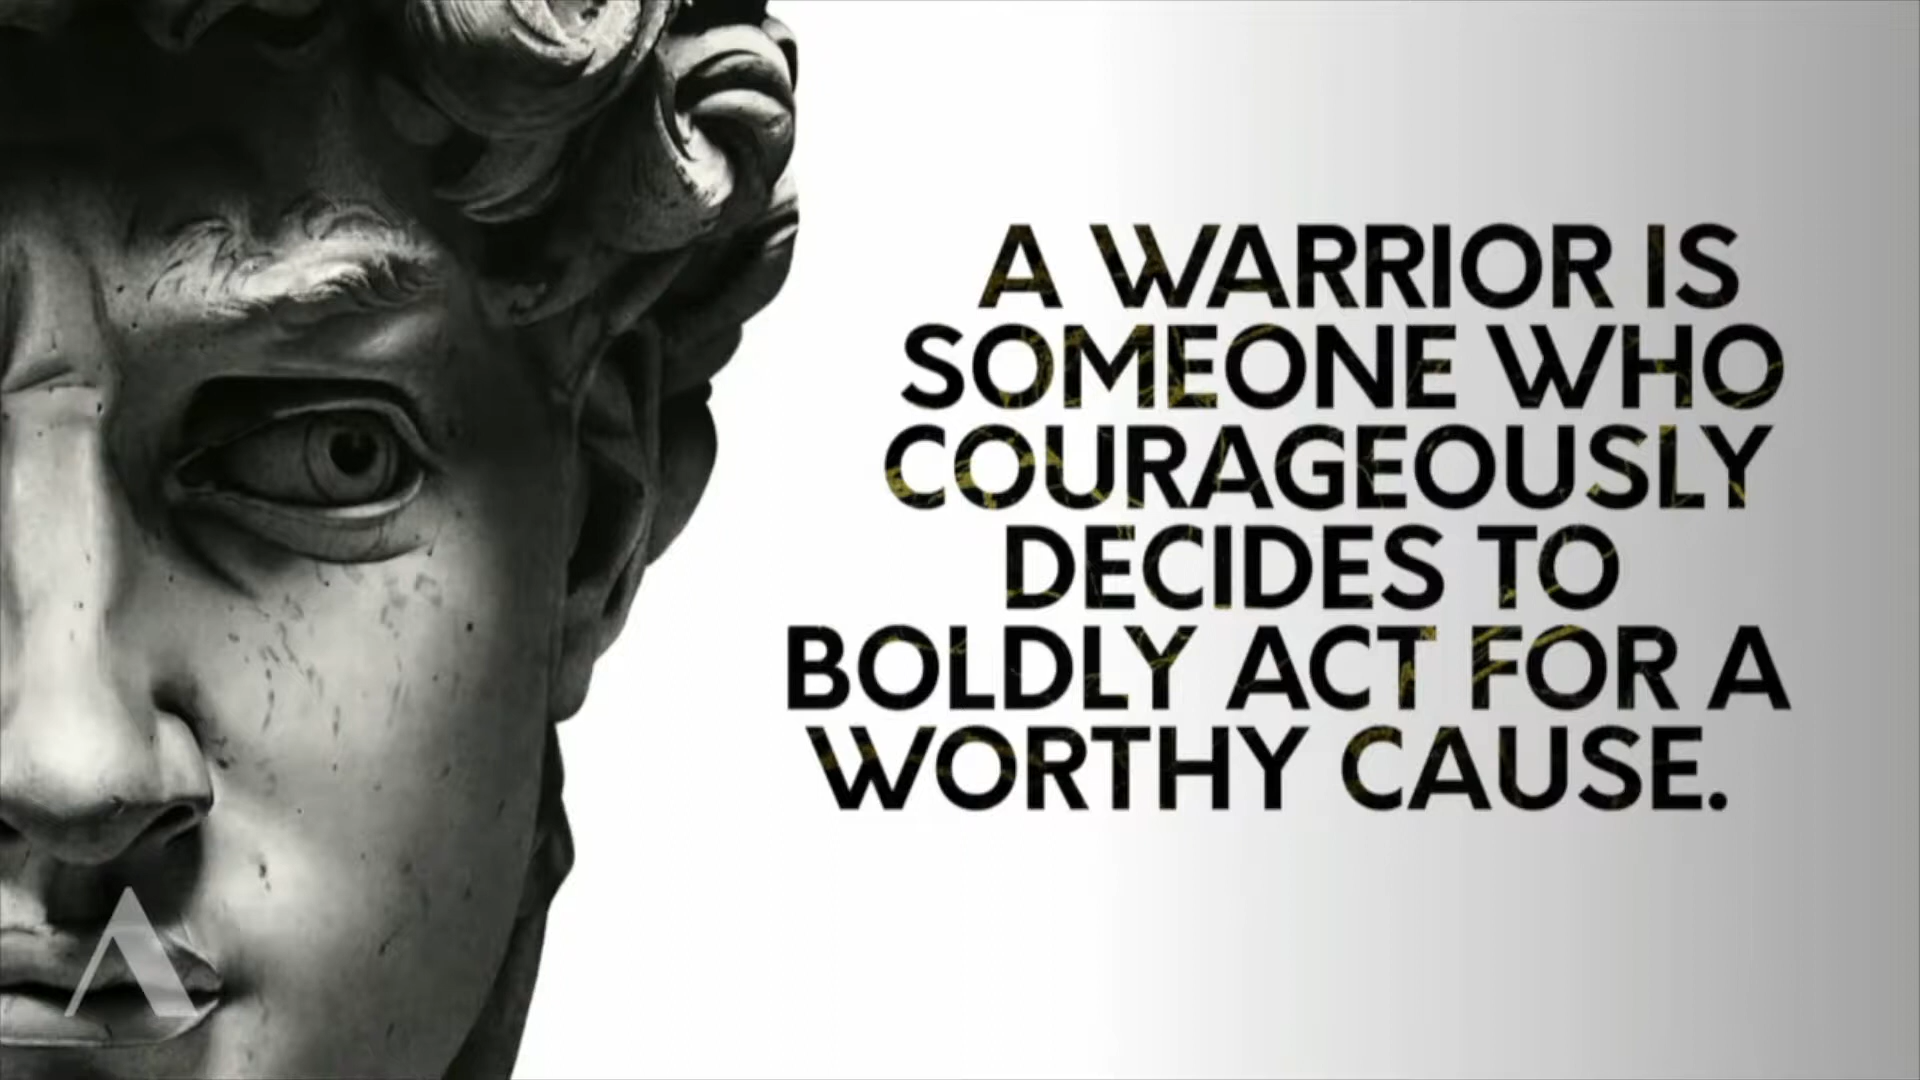 A WARRIOR IS
SOMEONE WHO
COURAGEOUSLY
DECIDES TO
BOLDLY ACT FOR A
WORTHY CAUSE.